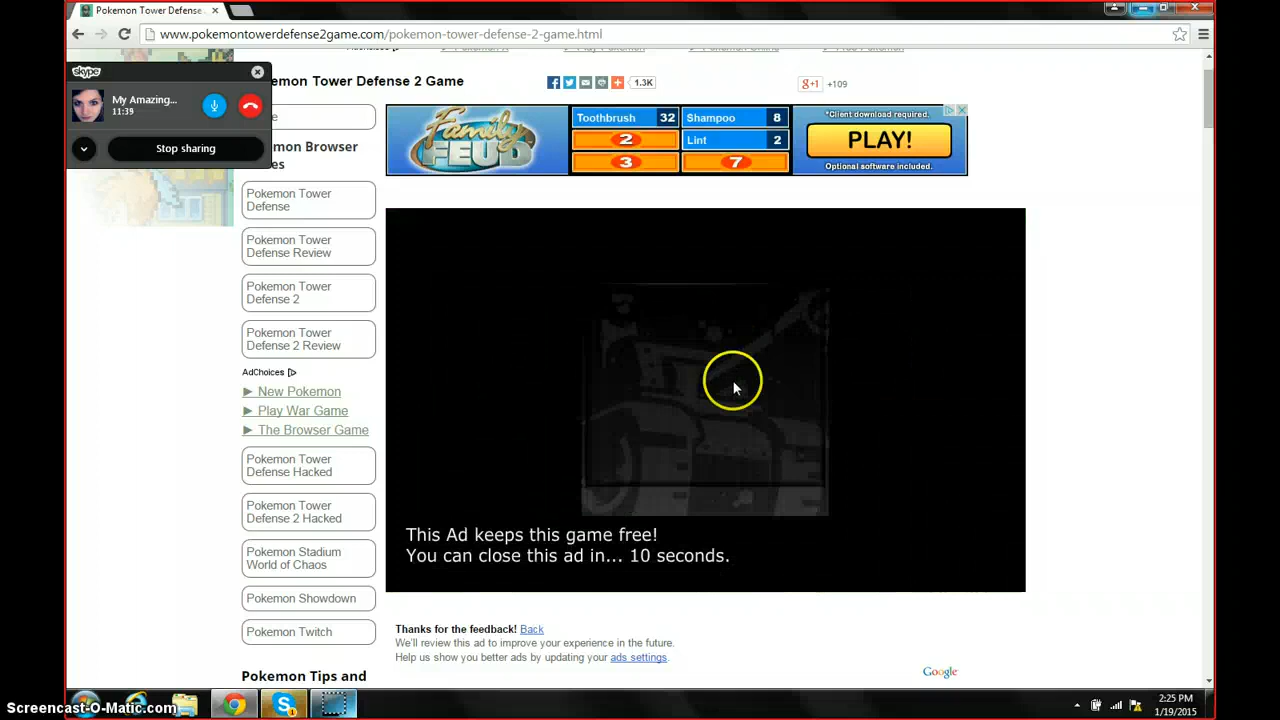 Pokemon Tower Defense
www.pokemontowerdefense2game.com/pokemon-tower-defense-2-game.html
skype
My Amazing...
11:39
Stop sharing
kemon Tower Defense 2 Game
1.3K
g+1
+109
FAMILY FEUD
Toothbrush 32
Shampoo 8
2
Lint 2
3
7
*Client download required.
PLAY!
Optional software included.
emon Browser
es
Pokemon Tower
Defense
Pokemon Tower
Defense Review
Pokemon Tower
Defense 2
Pokemon Tower
Defense 2 Review
AdChoices
New Pokemon
Play War Game
The Browser Game
Pokemon Tower
Defense Hacked
Pokemon Tower
Defense 2 Hacked
Pokemon Stadium
World of Chaos
Pokemon Showdown
Pokemon Twitch
Pokemon Tips and
This Ad keeps this game free!
You can close this ad in... 10 seconds.
Thanks for the feedback! Back
We'll review this ad to improve your experience in the future.
Help us show you better ads by updating your ads settings.
Google
2:25 PM
1/19/2015
Screencast-O-Matic.com